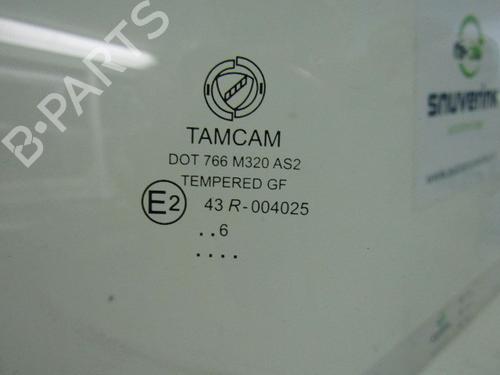 B-PARTS
snuverink
TAMCAM
DOT 766 M320 AS2
TEMPERED GF
E2 43 R-004025
..6
....